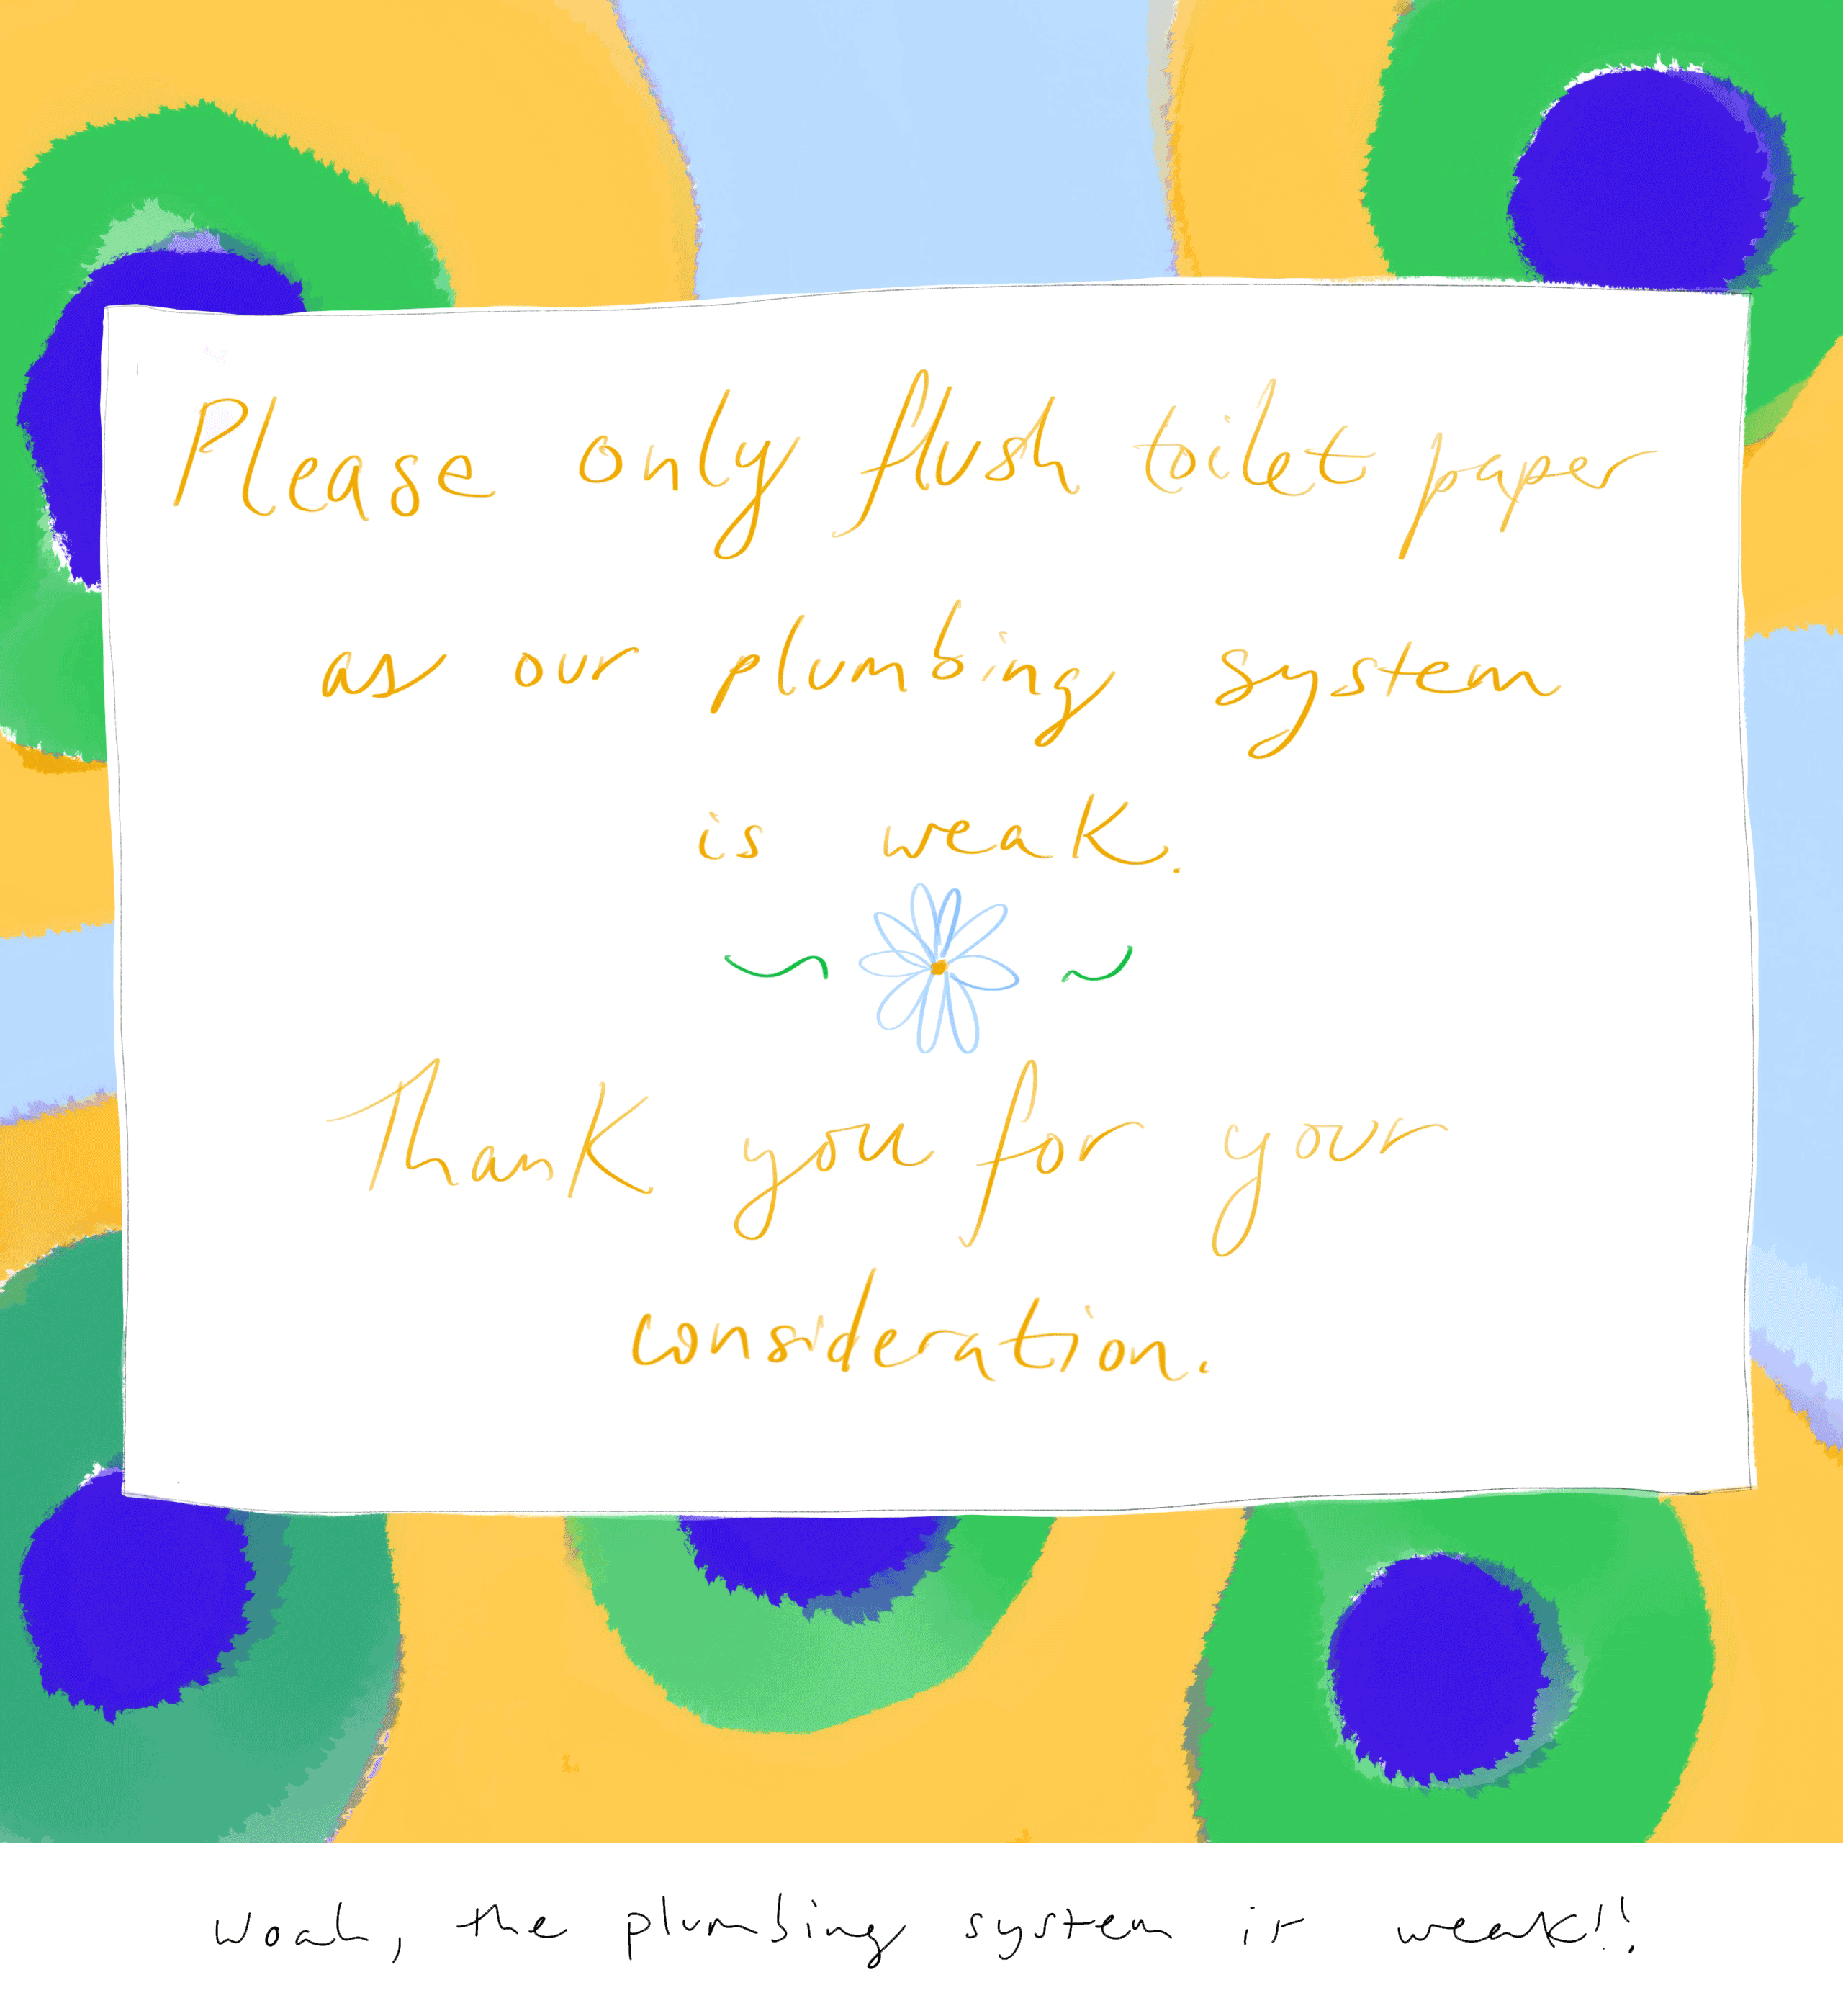 Please only flush toilet paper
as our plumbing system
is weak.
Thank you for your
consideration.
woah, the plumbing system is weak!!